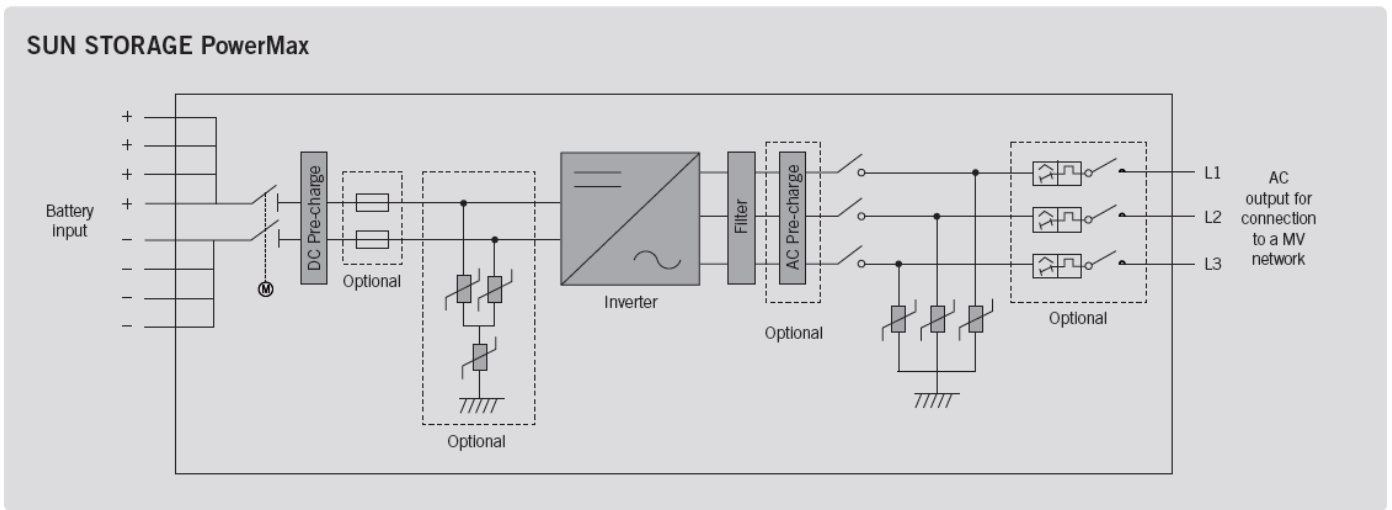 SUN STORAGE PowerMax
+
+
+
+
Battery
input
−
−
−
−
M
DC Pre-charge
Optional
Optional
Inverter
Filter
AC Pre-charge
Optional
Optional
L1
L2
L3
AC
output for
connection
to a MV
network